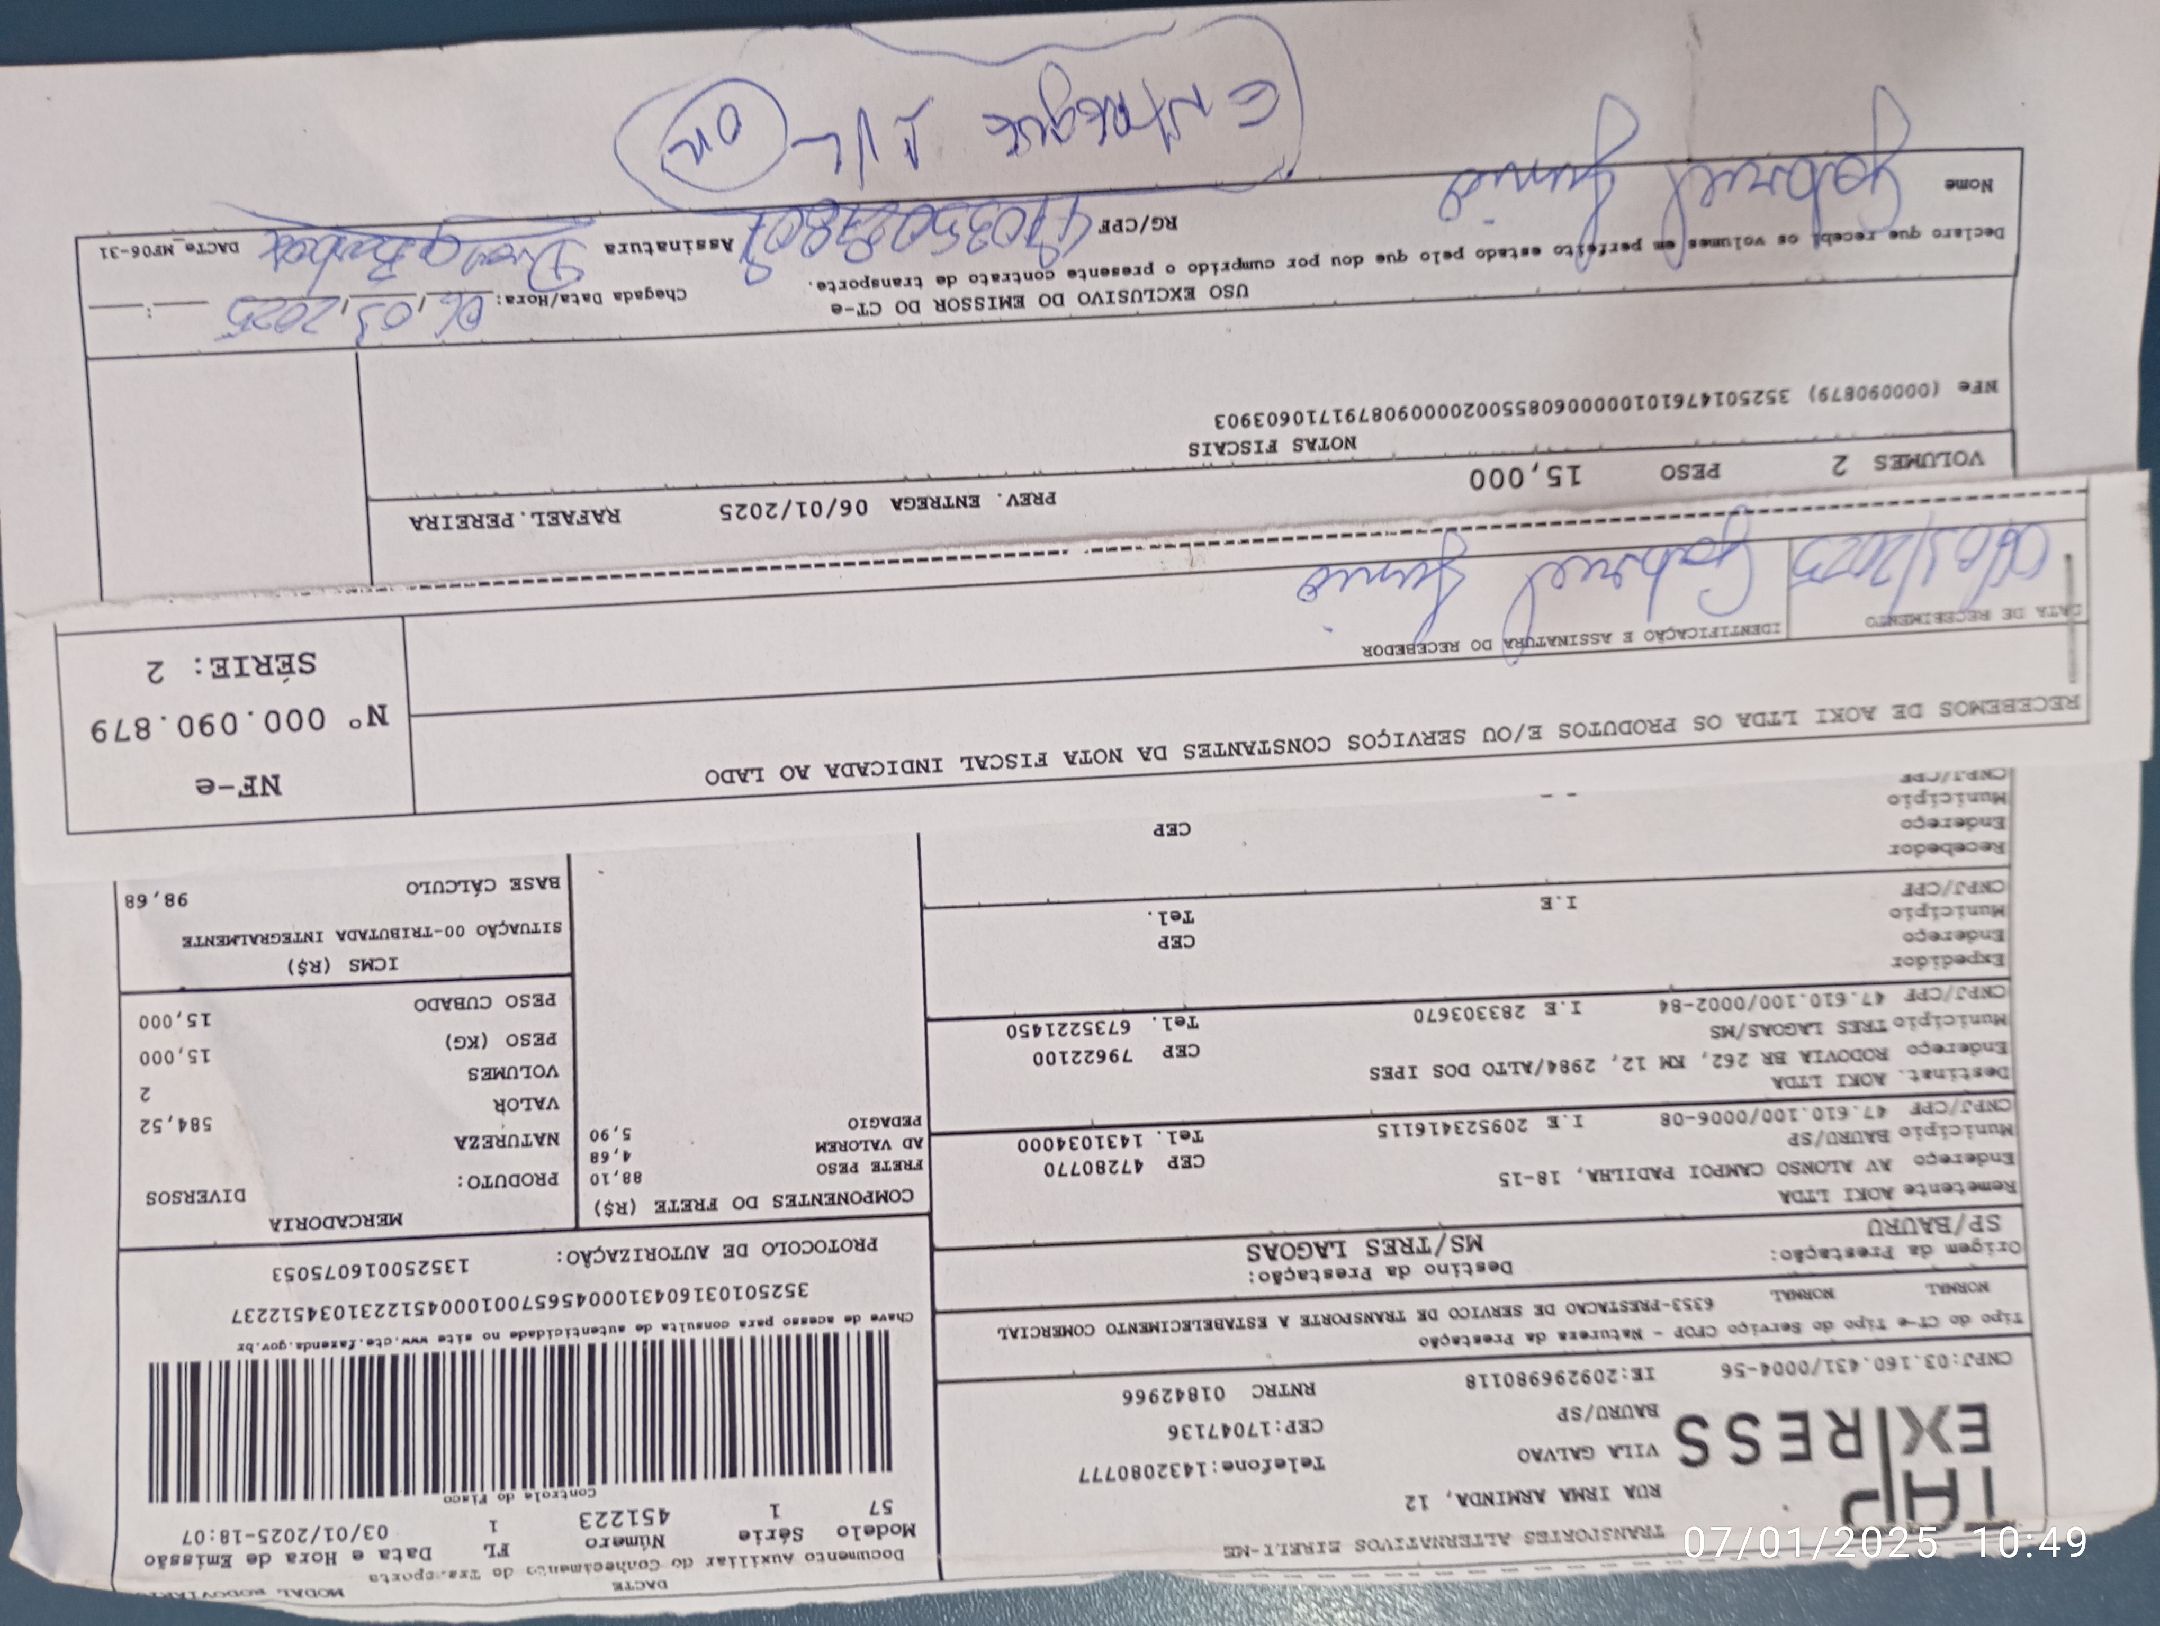 DACTE
MODAL
Documento Auxiliar do Conhecimento de Transporte
Modelo Série Número FL Data e Hora de Emissão
57 1 451223 1 03/01/2025-18:07
Controle do Fisco
TAP EXPRESS
TRANSPORTES ALTERNATIVOS EIRELI-ME
RUA IRMA ARMINDA, 12
VILA GALVAO Telefone:1432080777
BAURU/SP CEP:17047136
CNPJ:03.160.431/0004-56 IE:209296980118 RNTRC 01842966
Chave de acesso para consulta de autenticidade no site www.cte.fazenda.gov.br
35250103160431000456570010004512231034512237
PROTOCOLO DE AUTORIZAÇÃO: 135250016075053
Tipo do CT-e Tipo do Serviço CFOP - Natureza da Prestação
NORMAL NORMAL 6353-PRESTACAO DE SERVICO DE TRANSPORTE A ESTABELECIMENTO COMERCIAL
Origem da Prestação: Destino da Prestação:
SP/BAURU MS/TRES LAGOAS
Remetente AOKI LTDA
Endereço AV ALONSO CAMPOI PADILHA, 18-15 CEP 47280770
Município BAURU/SP Tel. 1431034000
CNPJ/CPF 47.610.100/0006-08 I.E 209523416115
Destinat. AOKI LTDA
Endereço RODOVIA BR 262, KM 12, 2984/ALTO DOS IPES CEP 79622100
Município TRES LAGOAS/MS Tel. 6735221450
CNPJ/CPF 47.610.100/0002-84 I.E 283303670
Expedidor
Endereço CEP
Município Tel.
CNPJ/CPF I.E
Recebedor
Endereço CEP
Município
CNPJ/CPF
COMPONENTES DO FRETE (R$)
FRETE PESO 88,10
AD VALOREM 4,68
PEDAGIO 5,90
MERCADORIA
PRODUTO: DIVERSOS
NATUREZA
VALOR 584,52
VOLUMES 2
PESO (KG) 15,000
PESO CUBADO 15,000
ICMS (R$)
SITUAÇÃO 00-TRIBUTADA INTEGRALMENTE
BASE CÁLCULO 98,68
RECEBEMOS DE AOKI LTDA OS PRODUTOS E/OU SERVIÇOS CONSTANTES DA NOTA FISCAL INDICADA AO LADO
NF-e
Nº 000.090.879
SÉRIE: 2
DATA DE RECEBIMENTO IDENTIFICAÇÃO E ASSINATURA DO RECEBEDOR
Gabriel Junio
VOLUMES 2 PESO 15,000 PREV. ENTREGA 06/01/2025 RAFAEL.PEREIRA
NOTAS FISCAIS
NFe (000090879) 35250147610100000608550020000908791710603903
USO EXCLUSIVO DO EMISSOR DO CT-e
Declaro que recebi os volumes em perfeito estado pelo que dou por cumprido o presente contrato de transporte.
Chegada Data/Hora: :
Nome Gabriel Junio RG/CPF Assinatura
DACTe_MF06-31
Entregue
07/01/2025 10:49